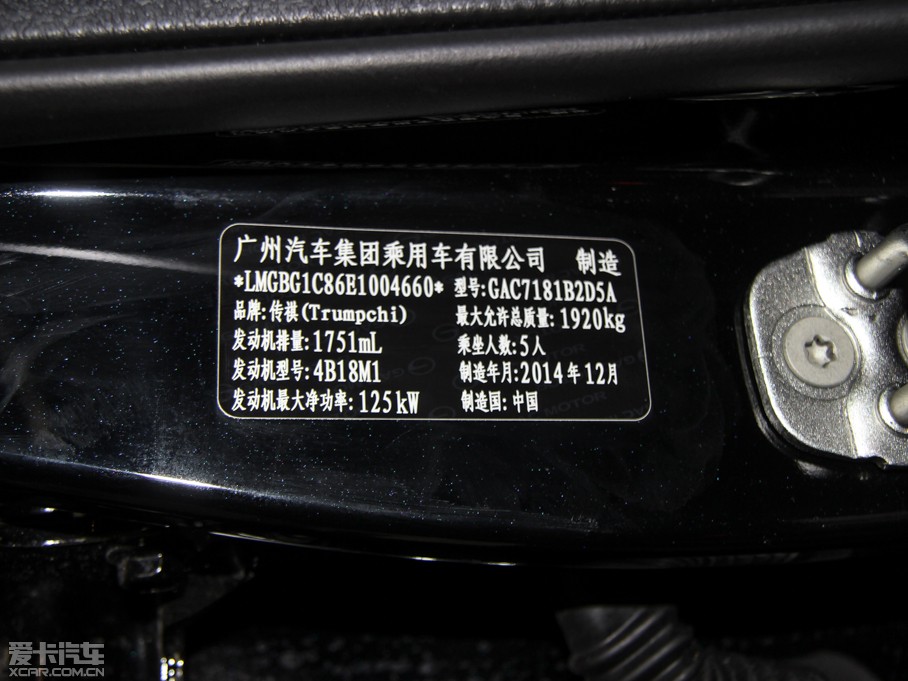 广州汽车集团乘用车有限公司 制造
*LMGBG1C86E1004660* 型号:GAC7181B2D5A
品牌:传祺(Trumpchi) 最大允许总质量:1920kg
发动机排量:1751mL 乘坐人数:5人
发动机型号:4B18M1 制造年月:2014年12月
发动机最大净功率:125kW 制造国:中国
爱卡汽车
XCAR.COM.CN